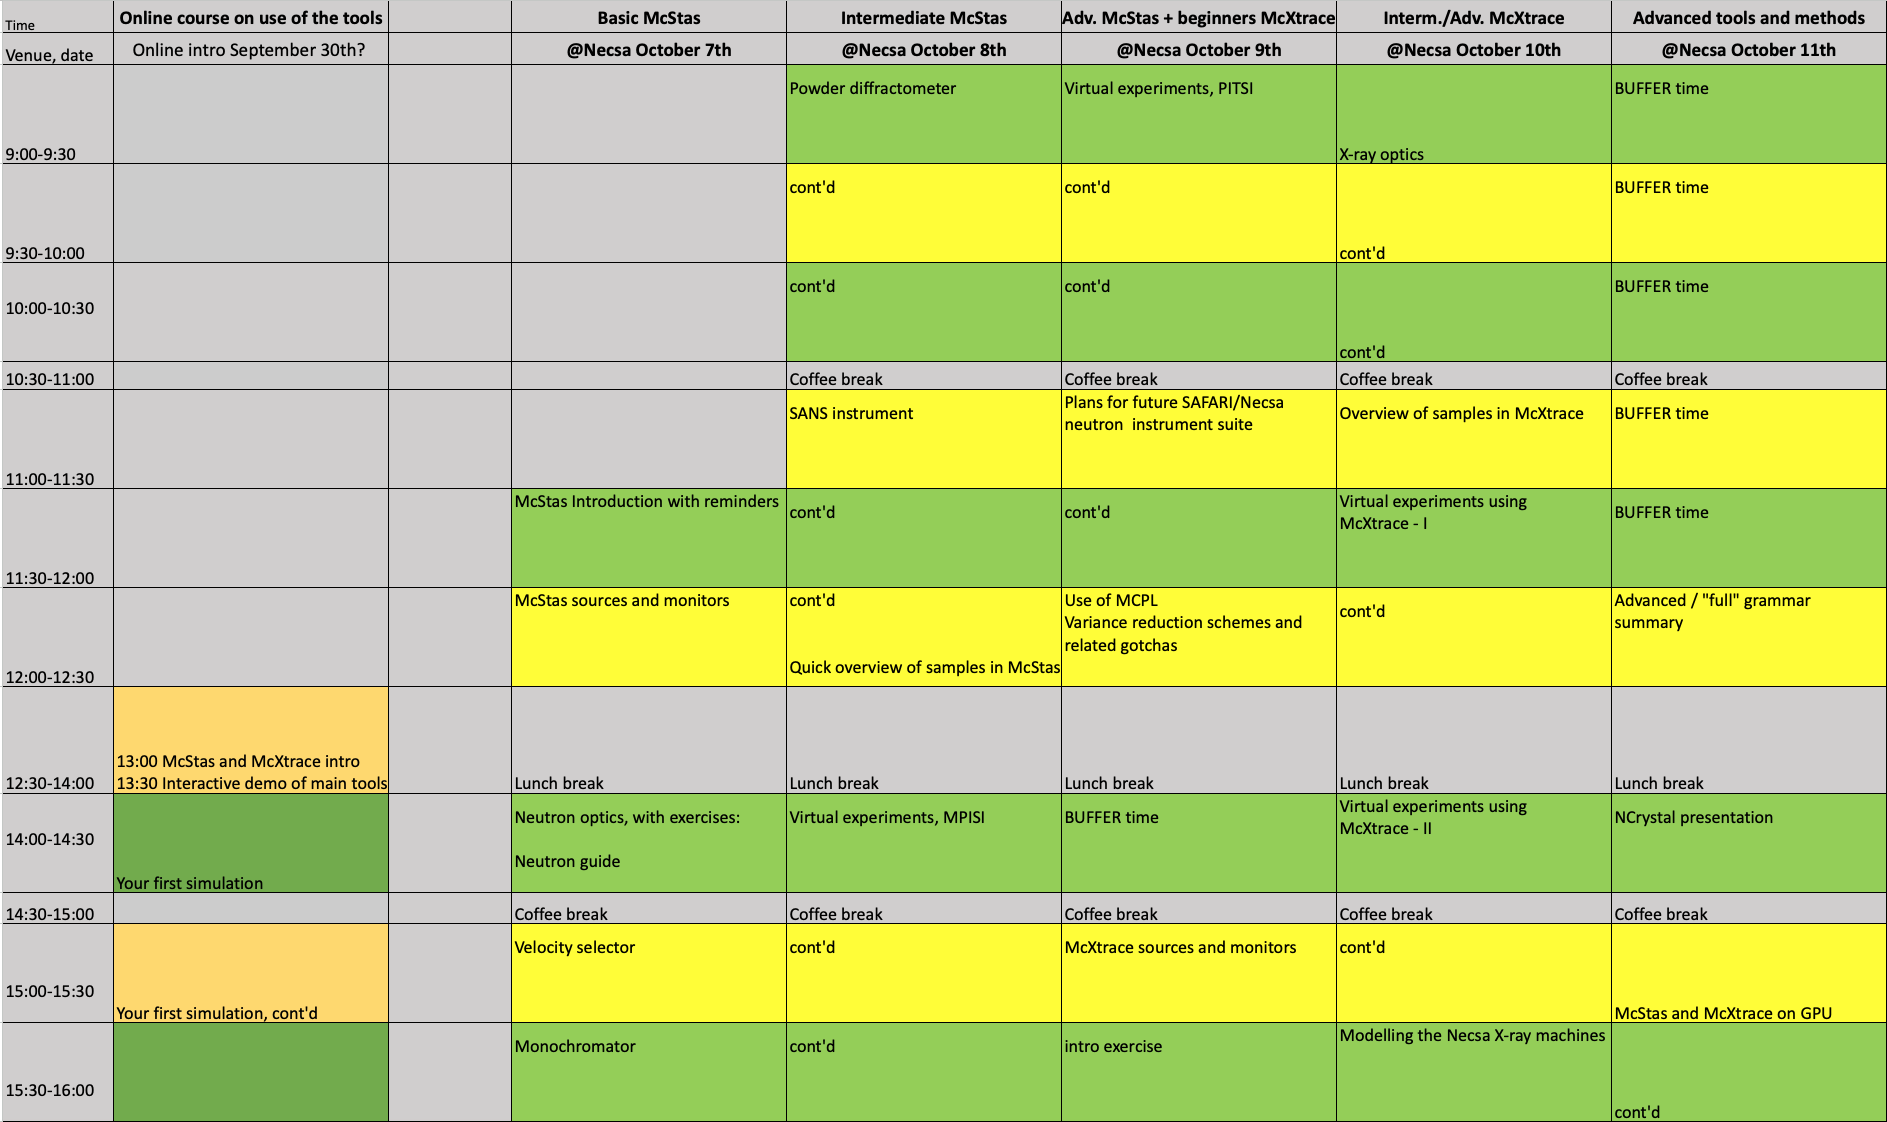 Time
Online course on use of the tools
Basic McStas
Intermediate McStas
Adv. McStas + beginners McXtrace
Interm./Adv. McXtrace
Advanced tools and methods
Venue, date
Online intro September 30th?
@Necsa October 7th
@Necsa October 8th
@Necsa October 9th
@Necsa October 10th
@Necsa October 11th
9:00-9:30
Powder diffractometer
Virtual experiments, PITSI
X-ray optics
BUFFER time
9:30-10:00
cont'd
cont'd
cont'd
BUFFER time
10:00-10:30
cont'd
cont'd
cont'd
BUFFER time
10:30-11:00
Coffee break
Coffee break
Coffee break
Coffee break
11:00-11:30
SANS instrument
Plans for future SAFARI/Necsa
neutron  instrument suite
Overview of samples in McXtrace
BUFFER time
11:30-12:00
McStas Introduction with reminders
cont'd
cont'd
Virtual experiments using
McXtrace - I
BUFFER time
12:00-12:30
McStas sources and monitors
cont'd
Quick overview of samples in McStas
Use of MCPL
Variance reduction schemes and
related gotchas
cont'd
Advanced / "full" grammar
summary
12:30-14:00
13:00 McStas and McXtrace intro
13:30 Interactive demo of main tools
Lunch break
Lunch break
Lunch break
Lunch break
Lunch break
14:00-14:30
Your first simulation
Neutron optics, with exercises:
Neutron guide
Virtual experiments, MPISI
BUFFER time
Virtual experiments using
McXtrace - II
NCrystal presentation
14:30-15:00
Coffee break
Coffee break
Coffee break
Coffee break
Coffee break
15:00-15:30
Your first simulation, cont'd
Velocity selector
cont'd
McXtrace sources and monitors
cont'd
McStas and McXtrace on GPU
15:30-16:00
Monochromator
cont'd
intro exercise
Modelling the Necsa X-ray machines
cont'd